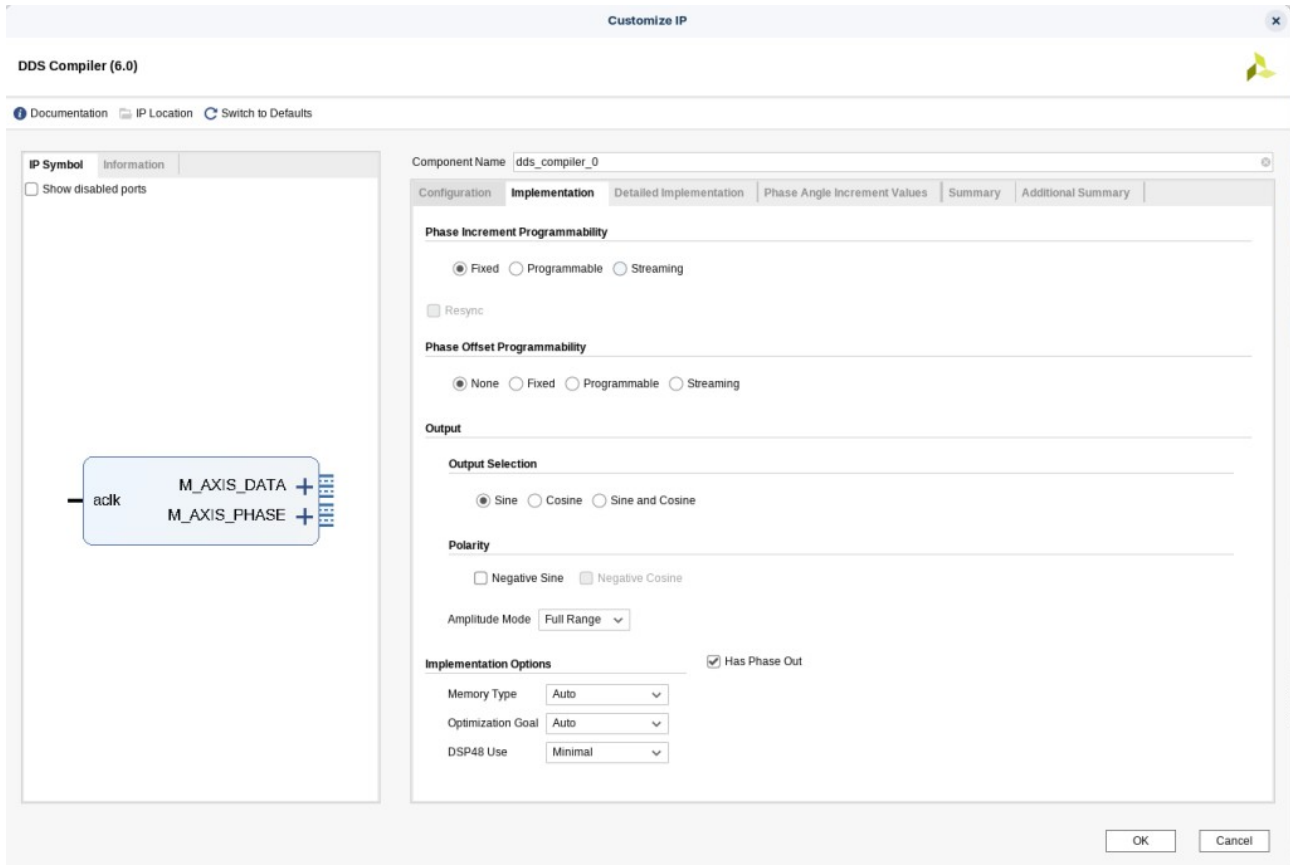 Customize IP
DDS Compiler (6.0)
Documentation IP Location Switch to Defaults
IP Symbol Information
Show disabled ports
aclk
M_AXIS_DATA
M_AXIS_PHASE
Component Name dds_compiler_0
Configuration Implementation Detailed Implementation Phase Angle Increment Values Summary Additional Summary
Phase Increment Programmability
Fixed Programmable Streaming
Resync
Phase Offset Programmability
None Fixed Programmable Streaming
Output
Output Selection
Sine Cosine Sine and Cosine
Polarity
Negative Sine Negative Cosine
Amplitude Mode Full Range
Implementation Options Has Phase Out
Memory Type Auto
Optimization Goal Auto
DSP48 Use Minimal
OK Cancel